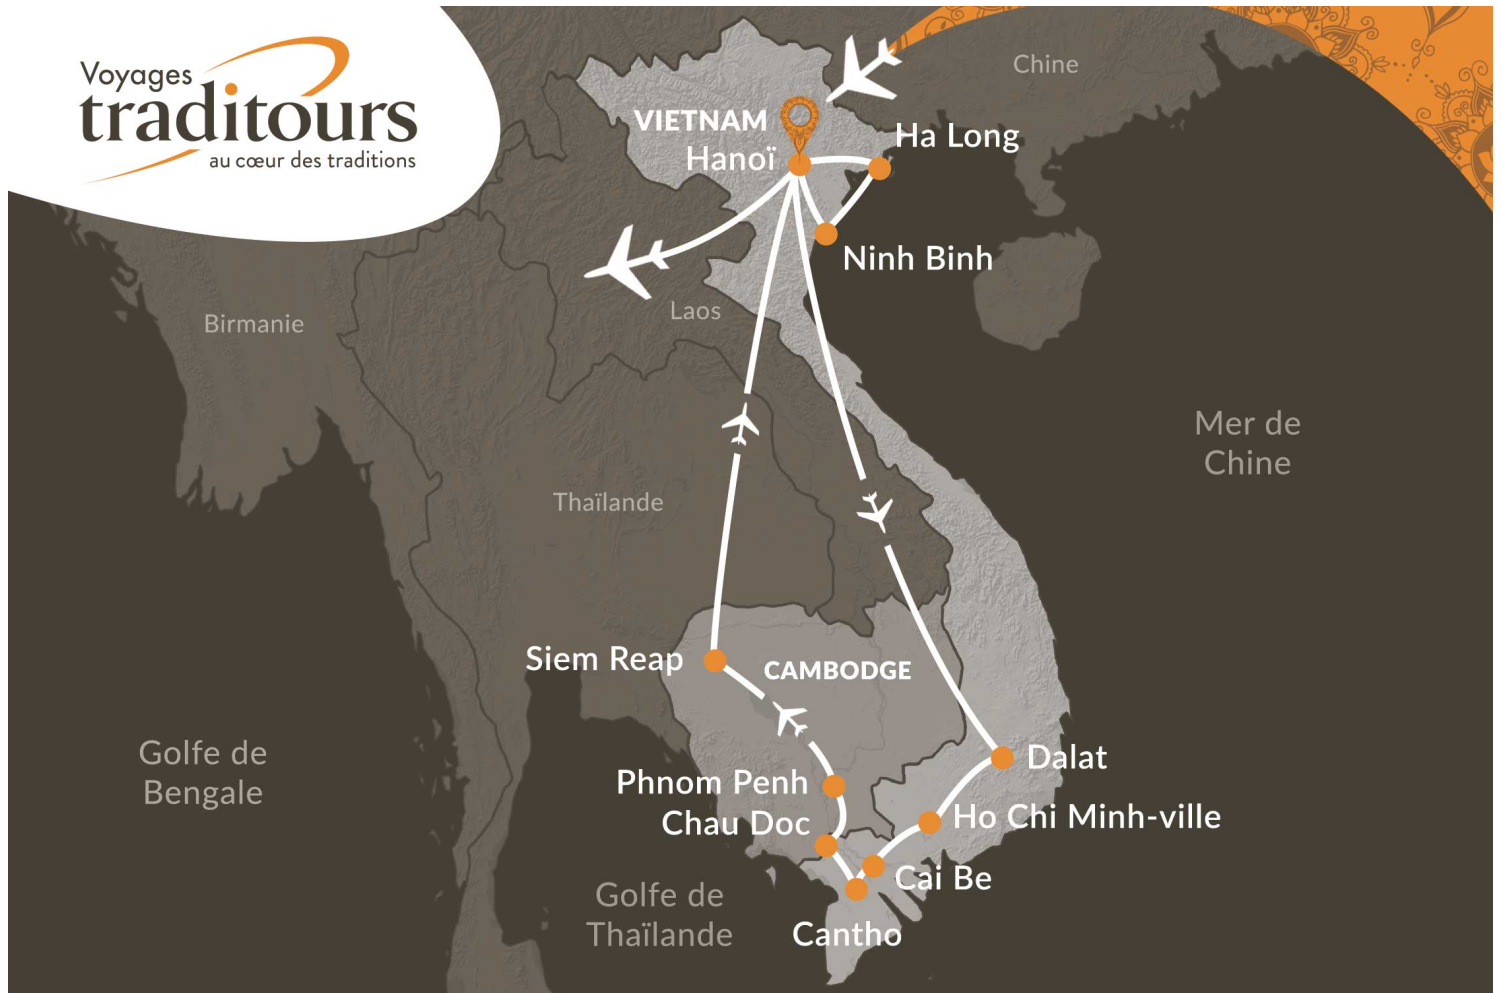 Voyages
traditours
au cœur des traditions
Chine
VIETNAM
Hanoï
Ha Long
Ninh Binh
Laos
Birmanie
Mer de
Chine
Thaïlande
Siem Reap
CAMBODGE
Golfe de
Bengale
Dalat
Phnom Penh
Chau Doc
Ho Chi Minh-ville
Cai Be
Golfe de
Thaïlande
Cantho